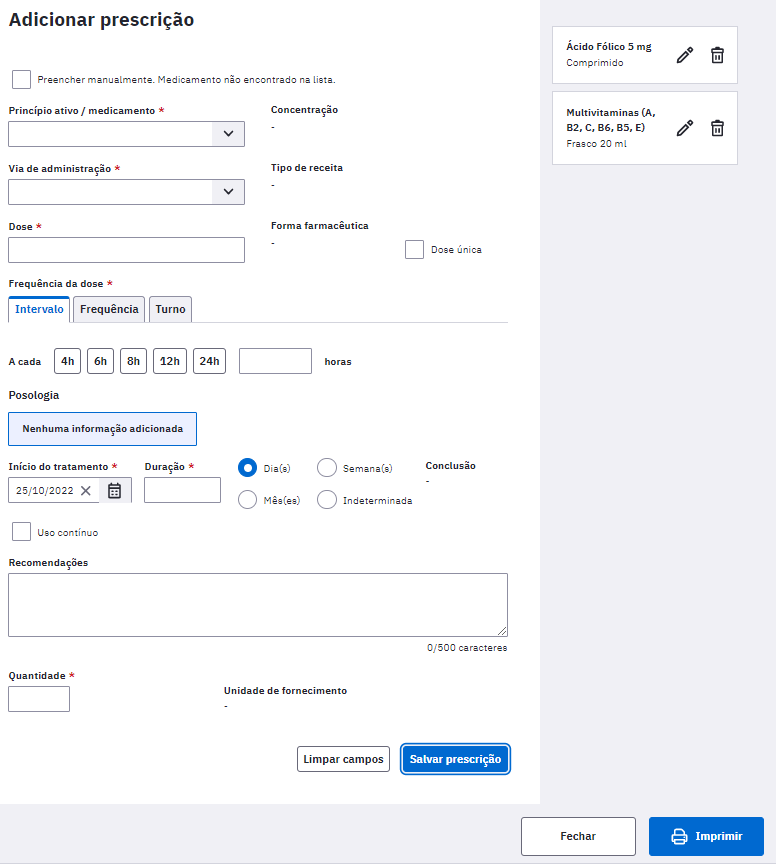 Adicionar prescrição
Preencher manualmente. Medicamento não encontrado na lista.
Princípio ativo / medicamento *
Concentração
-
Via de administração *
Tipo de receita
-
Dose *
Forma farmacêutica
-
Dose única
Frequência da dose *
Intervalo Frequência Turno
A cada 4h 6h 8h 12h 24h horas
Posologia
Nenhuma informação adicionada
Início do tratamento *
25/10/2022
Duração *
Dia(s) Semana(s)
Mês(es) Indeterminada
Conclusão
-
Uso contínuo
Recomendações
0/500 caracteres
Quantidade *
Unidade de fornecimento
-
Limpar campos Salvar prescrição
Ácido Fólico 5 mg
Comprimido
Multivitaminas (A,
B2, C, B6, B5, E)
Frasco 20 ml
Fechar Imprimir